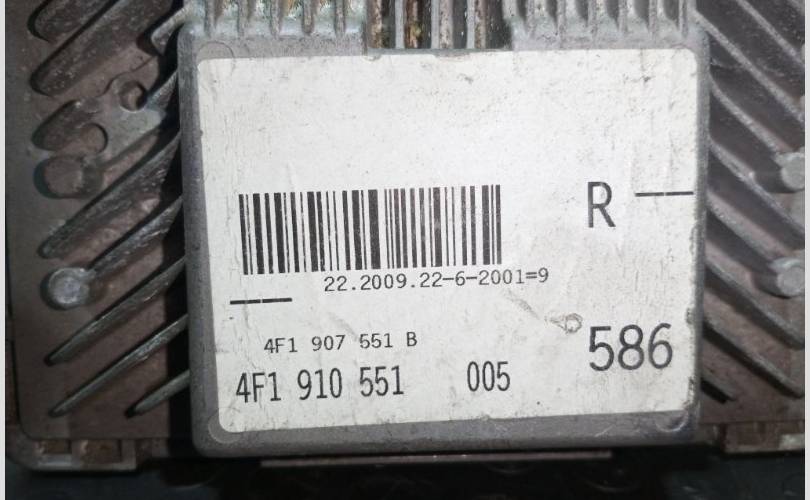 R --
22.2009.22-6-2001=9
4F1 907 551 B
586
4F1 910 551 005